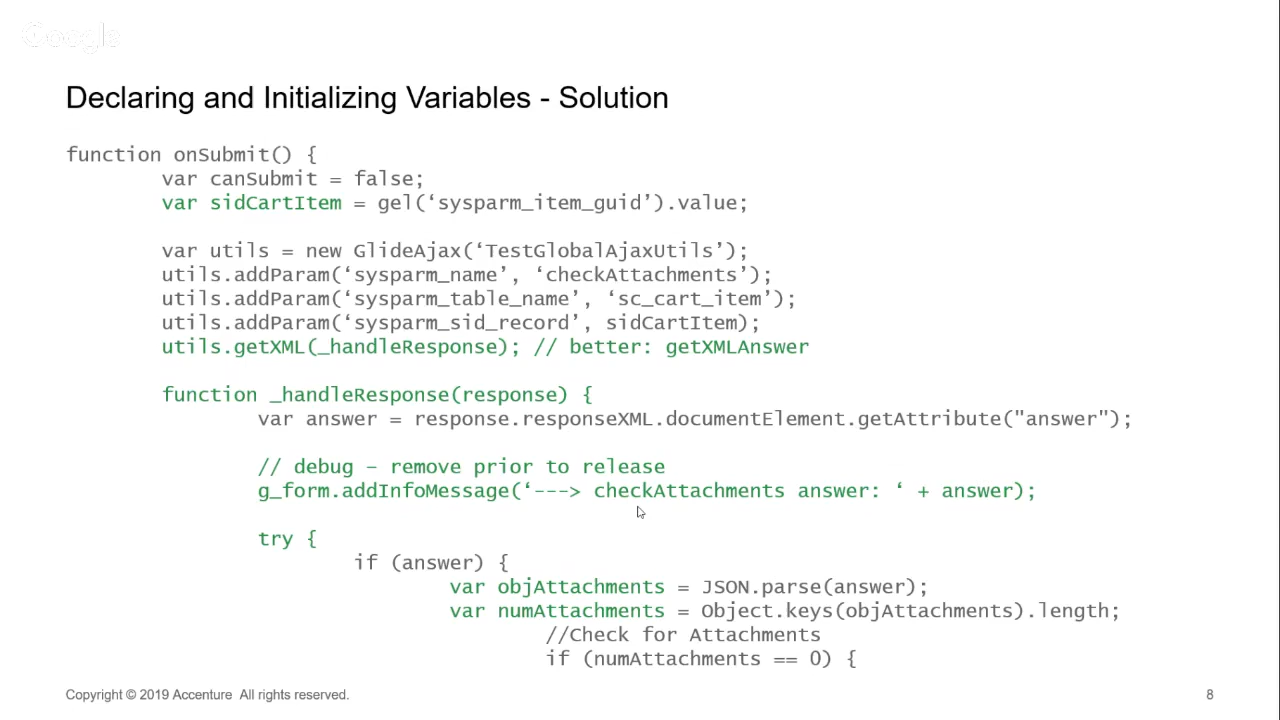 Google
Declaring and Initializing Variables - Solution
function onSubmit() {
var canSubmit = false;
var sidCartItem = gel(‘sysparm_item_guid’).value;
var utils = new GlideAjax(‘TestGlobalAjaxUtils’);
utils.addParam(‘sysparm_name’, ‘checkAttachments’);
utils.addParam(‘sysparm_table_name’, ‘sc_cart_item’);
utils.addParam(‘sysparm_sid_record’, sidCartItem);
utils.getXML(_handleResponse); // better: getXMLAnswer
function _handleResponse(response) {
var answer = response.responseXML.documentElement.getAttribute("answer");
// debug – remove prior to release
g_form.addInfoMessage(‘---> checkAttachments answer: ‘ + answer);
try {
if (answer) {
var objAttachments = JSON.parse(answer);
var numAttachments = Object.keys(objAttachments).length;
//Check for Attachments
if (numAttachments == 0) {
Copyright © 2019 Accenture All rights reserved.
8